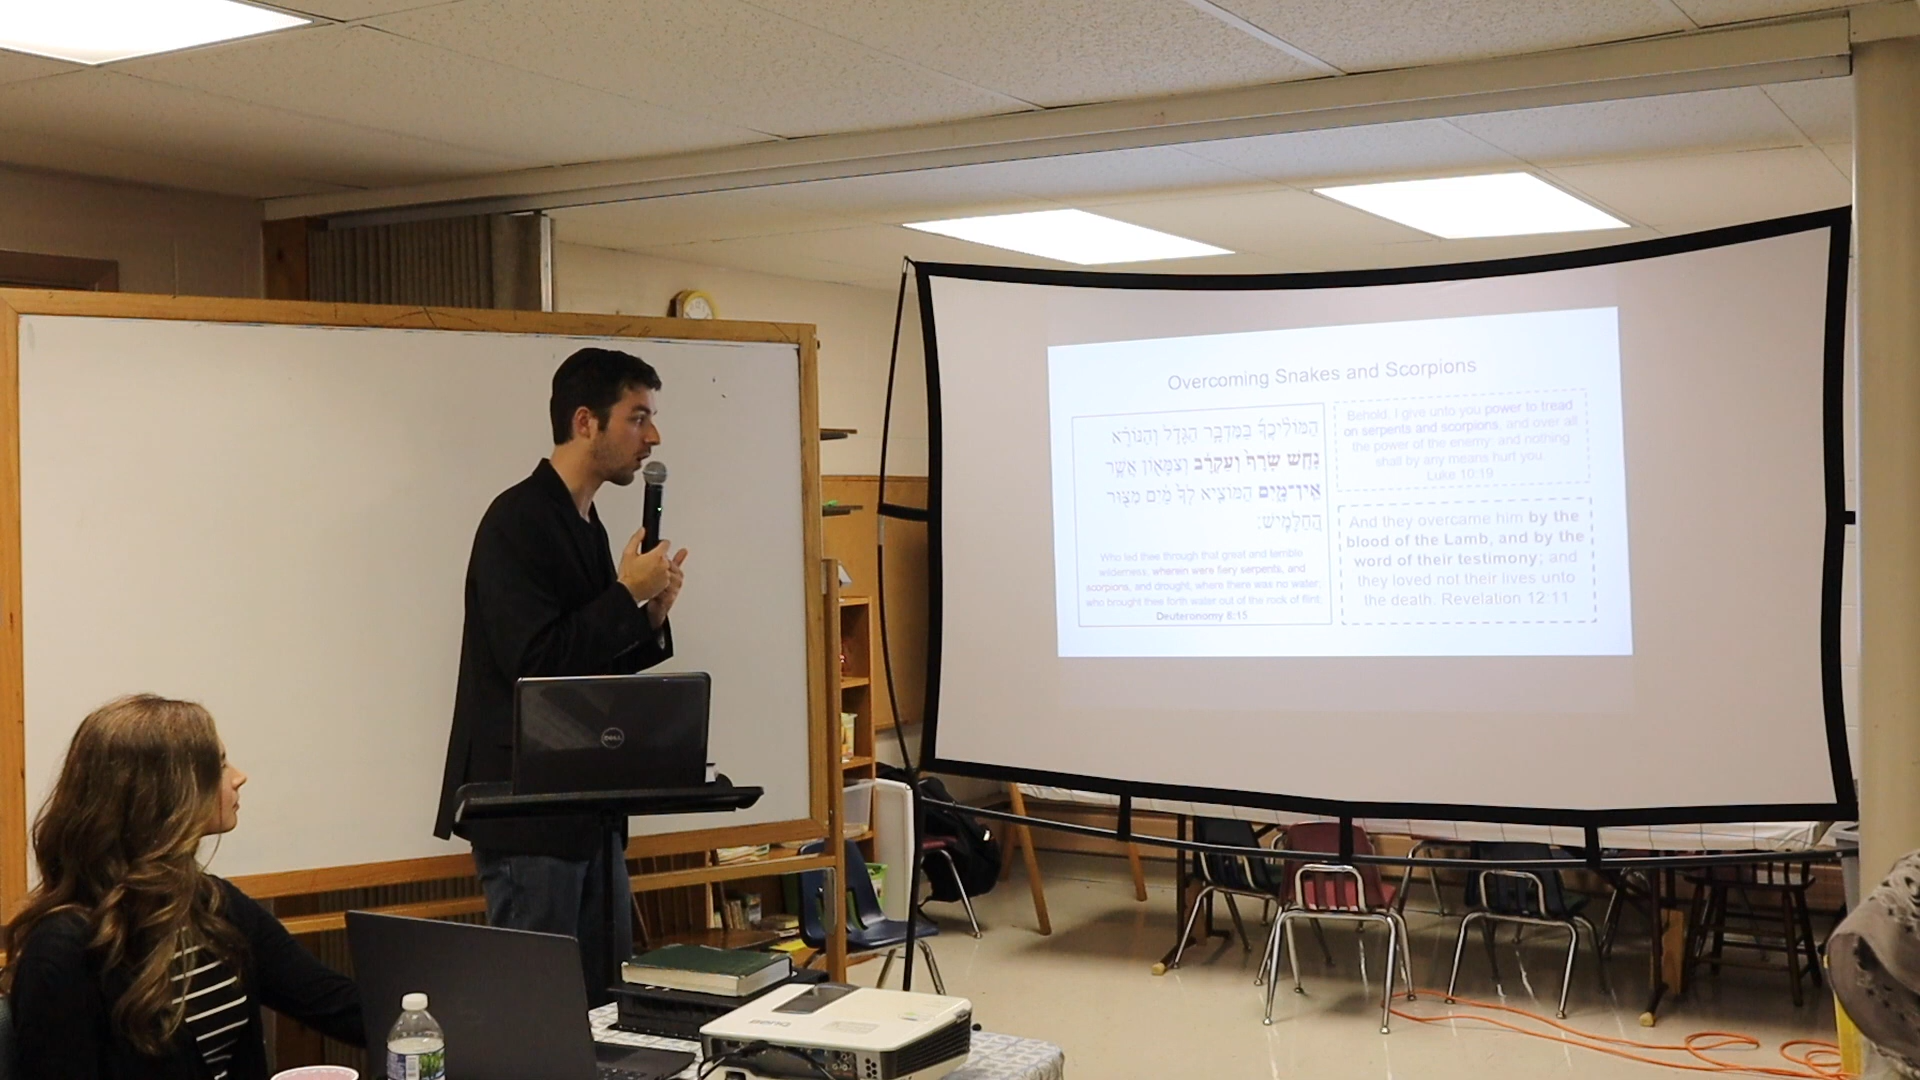 Overcoming Snakes and Scorpions
הַמּוֹלִיכְךָ֜ בַּמִּדְבָּ֣ר הַגָּדֹ֣ל וְהַנּוֹרָ֗א
נָחָ֤שׁ שָׂרָף֙ וְעַקְרָ֔ב וְצִמָּא֖וֹן אֲשֶׁ֣ר
אֵֽין־מָ֑יִם הַמּוֹצִ֤יא לְךָ֙ מַ֔יִם מִצּ֖וּר
הַֽחַלָּמִֽישׁ׃
Who led thee through that great and terrible
wilderness, wherein were fiery serpents, and
scorpions, and drought, where there was no water;
who brought thee forth water out of the rock of flint;
Deuteronomy 8:15
Behold, I give unto you power to tread
on serpents and scorpions, and over all
the power of the enemy: and nothing
shall by any means hurt you.
Luke 10:19
And they overcame him by the
blood of the Lamb, and by the
word of their testimony; and
they loved not their lives unto
the death. Revelation 12:11
DELL
BenQ